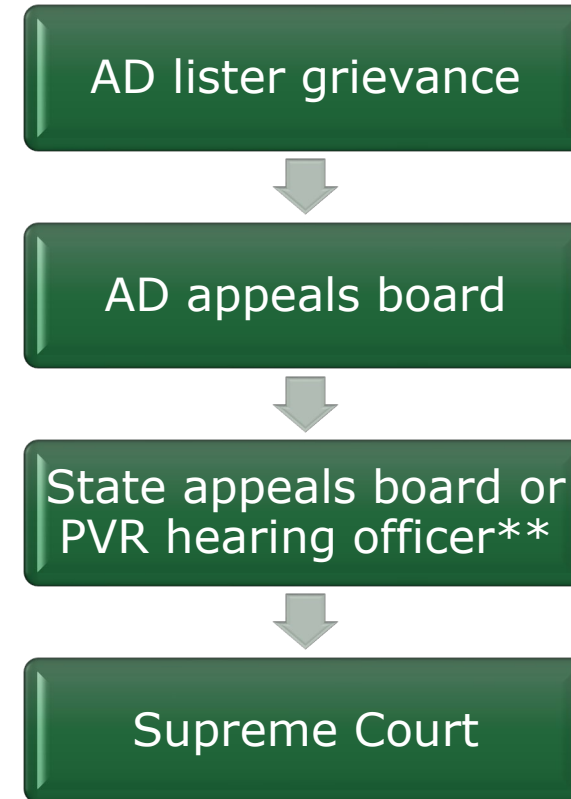 AD lister grievance
AD appeals board
State appeals board or
PVR hearing officer**
Supreme Court